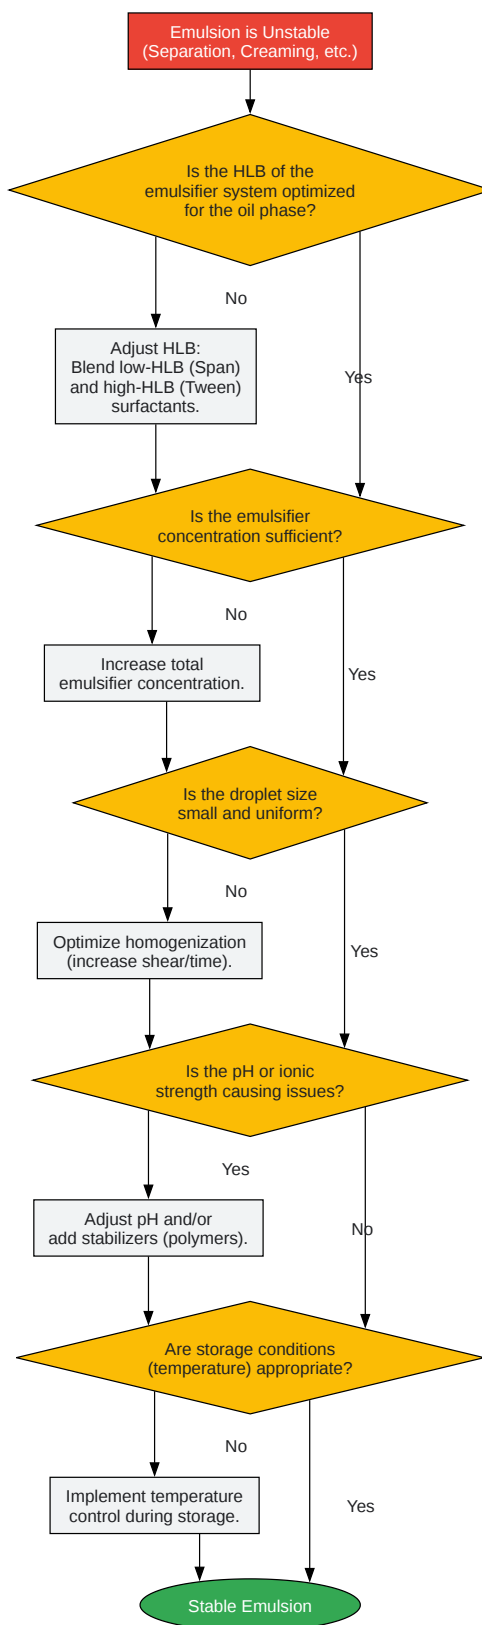 Emulsion is Unstable
(Separation, Creaming, etc.)
Is the HLB of the
emulsifier system optimized
for the oil phase?
No
Adjust HLB:
Blend low-HLB (Span)
and high-HLB (Tween)
surfactants.
Yes
Is the emulsifier
concentration sufficient?
No
Increase total
emulsifier concentration.
Yes
Is the droplet size
small and uniform?
No
Optimize homogenization
(increase shear/time).
Yes
Is the pH or ionic
strength causing issues?
Yes
Adjust pH and/or
add stabilizers (polymers).
No
Are storage conditions
(temperature) appropriate?
No
Implement temperature
control during storage.
Yes
Stable Emulsion